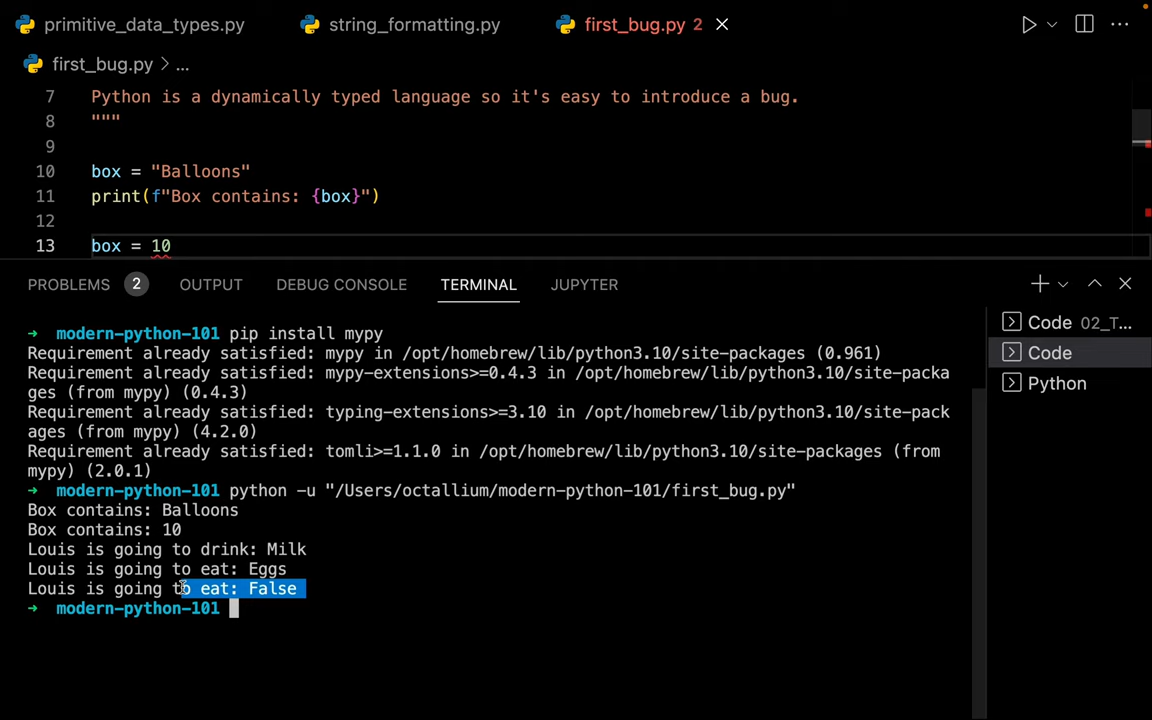 primitive_data_types.py string_formatting.py first_bug.py 2
first_bug.py > ...
7 Python is a dynamically typed language so it's easy to introduce a bug.
8 """
9
10 box = "Balloons"
11 print(f"Box contains: {box}")
12
13 box = 10
PROBLEMS 2 OUTPUT DEBUG CONSOLE TERMINAL JUPYTER
→ modern-python-101 pip install mypy
Requirement already satisfied: mypy in /opt/homebrew/lib/python3.10/site-packages (0.961)
Requirement already satisfied: mypy-extensions>=0.4.3 in /opt/homebrew/lib/python3.10/site-packa
ges (from mypy) (0.4.3)
Requirement already satisfied: typing-extensions>=3.10 in /opt/homebrew/lib/python3.10/site-pack
ages (from mypy) (4.2.0)
Requirement already satisfied: tomli>=1.1.0 in /opt/homebrew/lib/python3.10/site-packages (from
mypy) (2.0.1)
→ modern-python-101 python -u "/Users/octallium/modern-python-101/first_bug.py"
Box contains: Balloons
Box contains: 10
Louis is going to drink: Milk
Louis is going to eat: Eggs
Louis is going to eat: False
→ modern-python-101
Code 02_T...
Code
Python